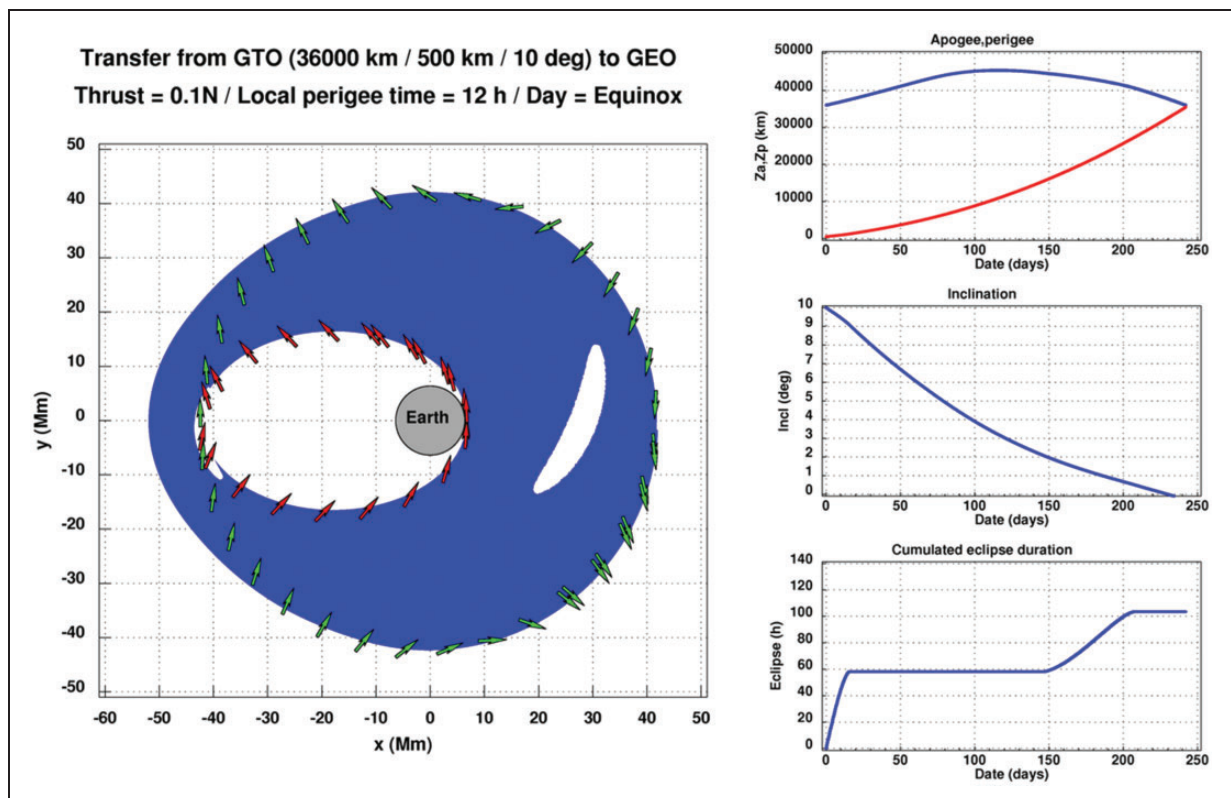 Transfer from GTO (36000 km / 500 km / 10 deg) to GEO
Thrust = 0.1N / Local perigee time = 12 h / Day = Equinox
50
40
30
20
10
0
-10
-20
-30
-40
-50
y (Mm)
Earth
-60 -50 -40 -30 -20 -10 0 10 20 30 40 50
x (Mm)
Apogee,perigee
50000
40000
30000
20000
10000
0
Za,Zp (km)
0 50 100 150 200 250
Date (days)
Inclination
10
9
8
7
6
5
4
3
2
1
0
Incl (deg)
0 50 100 150 200 250
Date (days)
Cumulated eclipse duration
140
120
100
80
60
40
20
0
Eclipse (h)
0 50 100 150 200 250
Date (days)